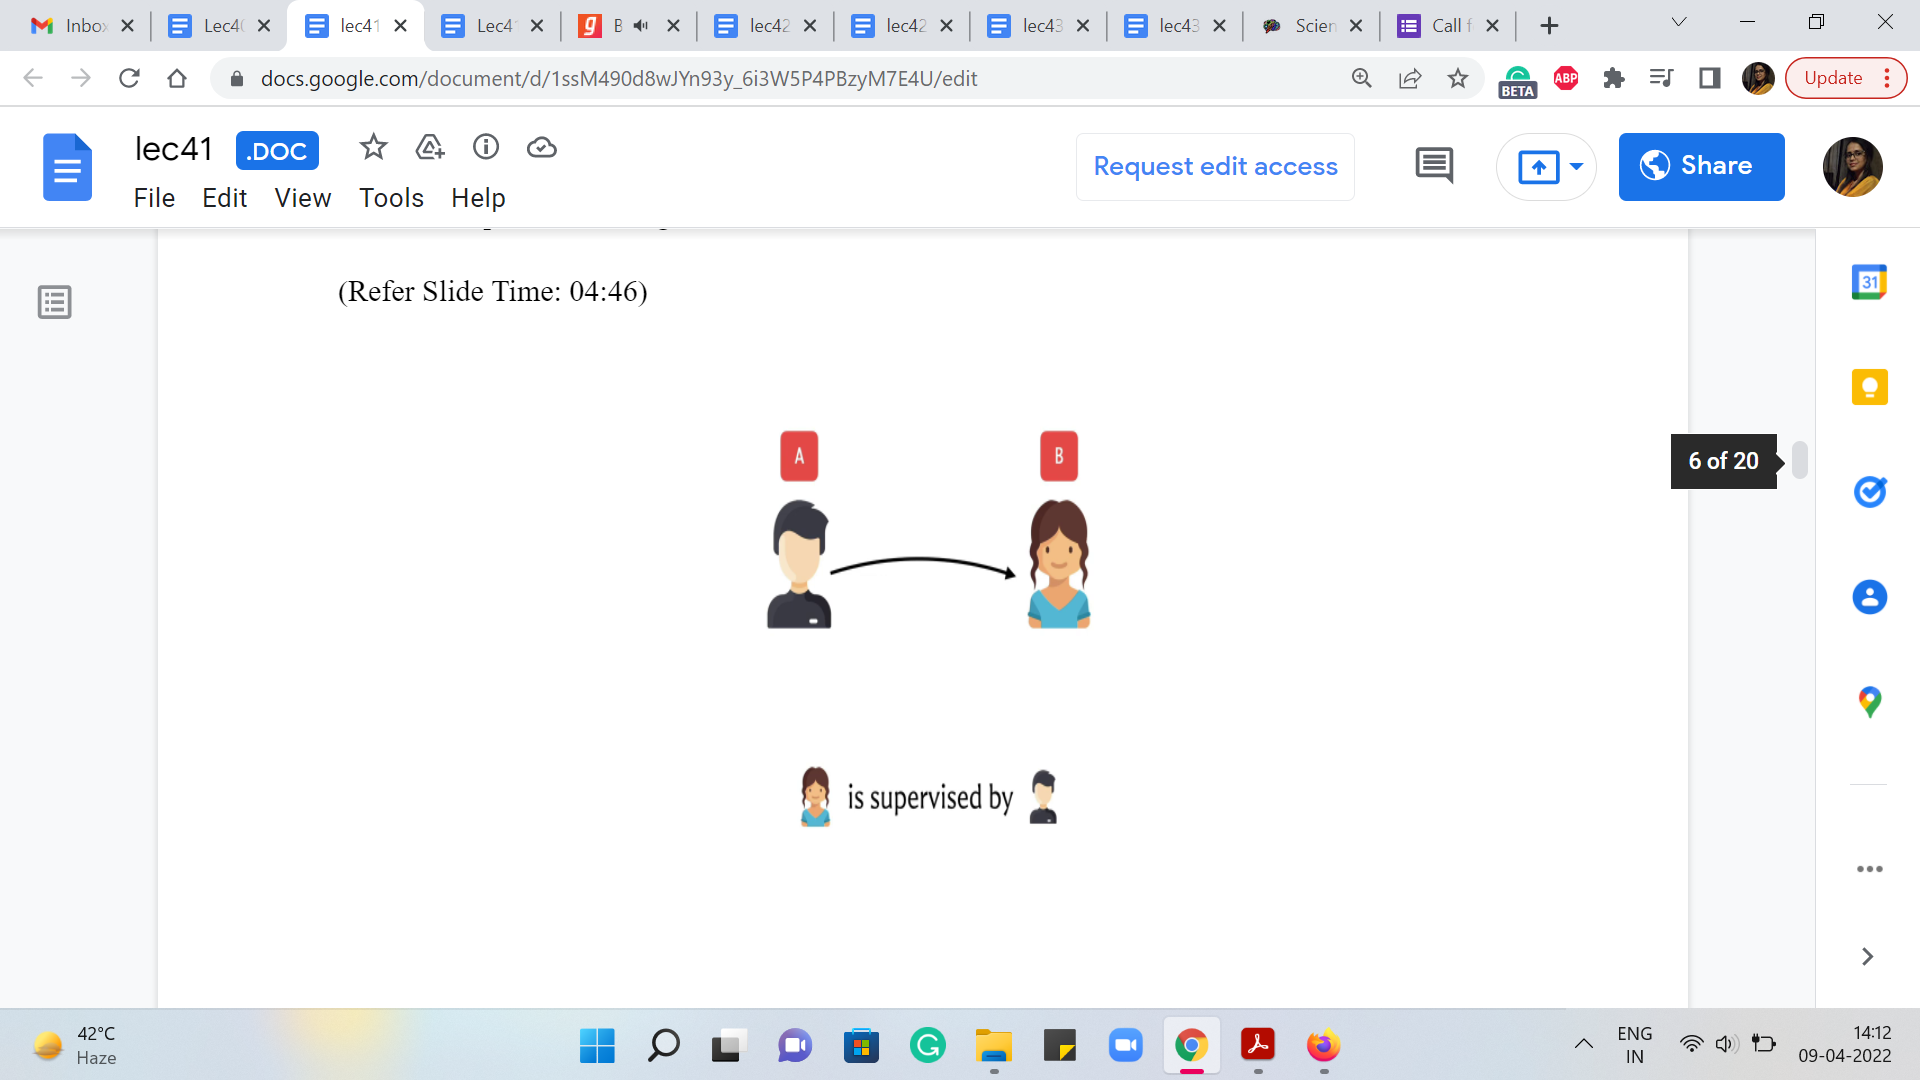 Inbox
Lec40
lec41
Lec41
B
lec42
lec42
lec43
lec43
Scien
Call f
docs.google.com/document/d/1ssM490d8wJYn93y_6i3W5P4PBzyM7E4U/edit
BETA
ABP
Update
lec41
.DOC
File Edit View Tools Help
Request edit access
Share
31
(Refer Slide Time: 04:46)
A
B
6 of 20
is supervised by
42°C
Haze
ENG
IN
14:12
09-04-2022